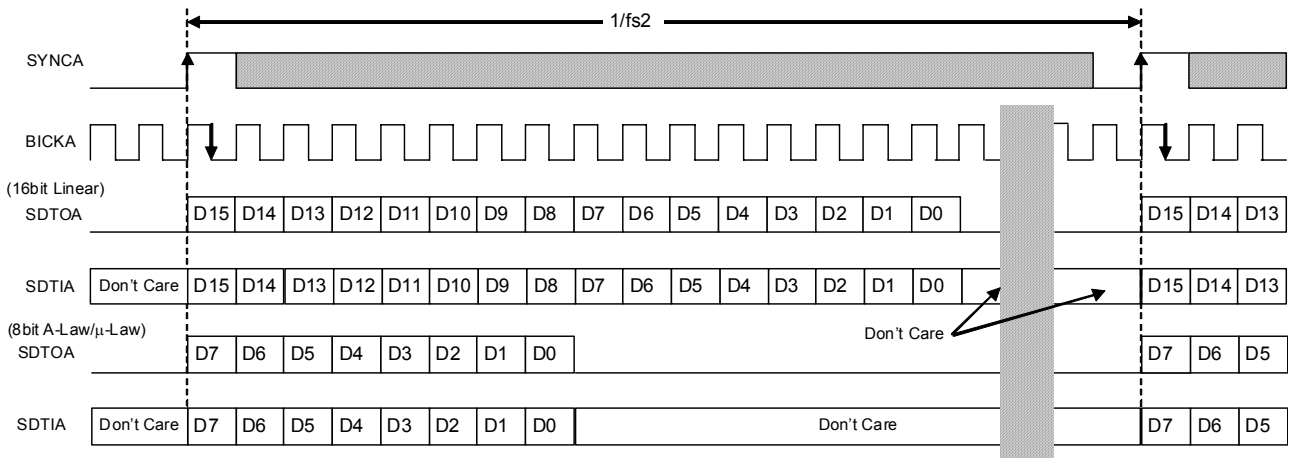 1/fs2
SYNCA
BICKA
(16bit Linear)
SDTOA D15 D14 D13 D12 D11 D10 D9 D8 D7 D6 D5 D4 D3 D2 D1 D0 D15 D14 D13
SDTIA Don't Care D15 D14 D13 D12 D11 D10 D9 D8 D7 D6 D5 D4 D3 D2 D1 D0 D15 D14 D13
Don't Care
(8bit A-Law/μ-Law)
SDTOA D7 D6 D5 D4 D3 D2 D1 D0 D7 D6 D5
SDTIA Don't Care D7 D6 D5 D4 D3 D2 D1 D0 Don't Care D7 D6 D5